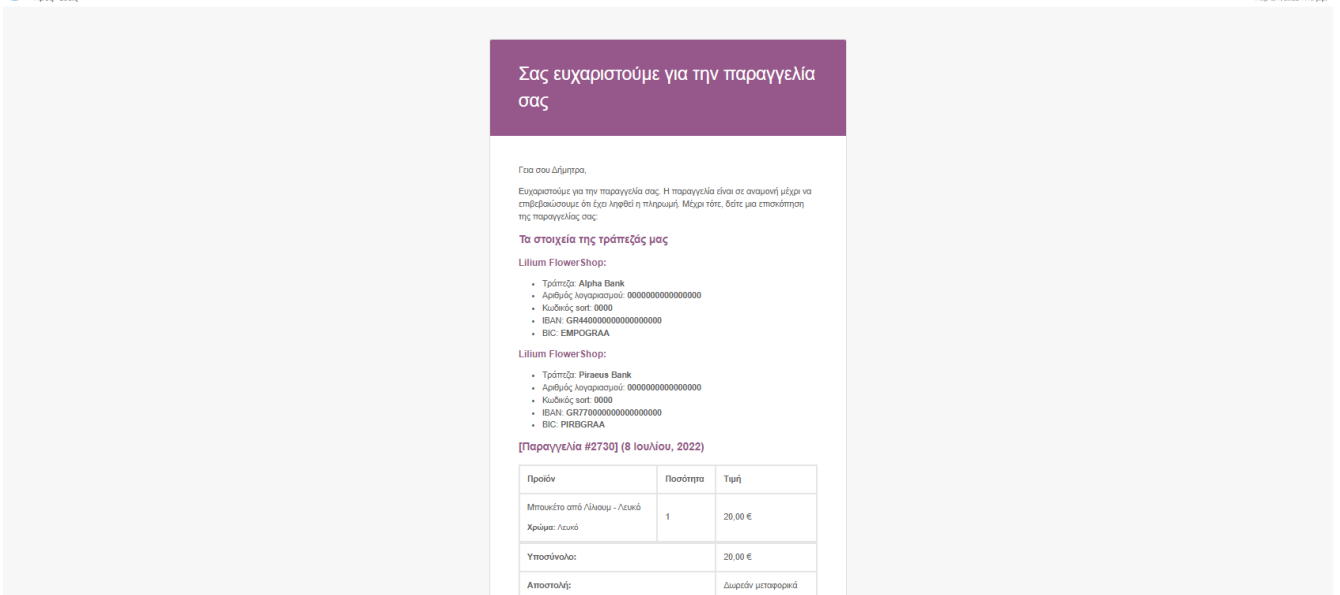 Σας ευχαριστούμε για την παραγγελία
σας
Γεια σου Δήμητρα,
Ευχαριστούμε για την παραγγελία σας. Η παραγγελία είναι σε αναμονή μέχρι να
επιβεβαιώσουμε ότι έχει ληφθεί η πληρωμή. Μέχρι τότε, δείτε μια επισκόπηση
της παραγγελίας σας:
Τα στοιχεία της τράπεζάς μας
Lilium FlowerShop:
• Τράπεζα: Alpha Bank
• Αριθμός λογαριασμού: 0000000000000000
• Κωδικός sort: 0000
• IBAN: GR440000000000000000
• BIC: EMPOGRAA
Lilium FlowerShop:
• Τράπεζα: Piraeus Bank
• Αριθμός λογαριασμού: 0000000000000000
• Κωδικός sort: 0000
• IBAN: GR770000000000000000
• BIC: PIRBGRAA
[Παραγγελία #2730] (8 Ιουλίου, 2022)
Προϊόν Ποσότητα Τιμή
Μπουκέτο από Λίλιουμ - Λευκό
Χρώμα: Λευκό
1 20,00 €
Υποσύνολο: 20,00 €
Αποστολή: Δωρεάν μεταφορικά